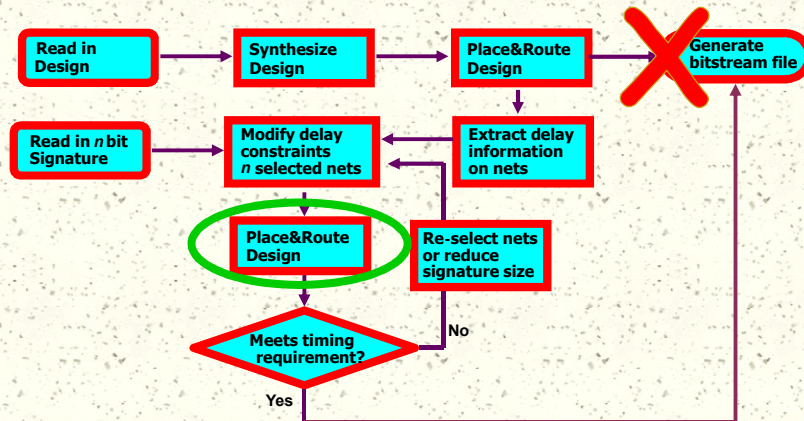 Read in
Design
Synthesize
Design
Place&Route
Design
Generate
bitstream file
Read in n bit
Signature
Modify delay
constraints
n selected nets
Extract delay
information
on nets
Place&Route
Design
Re-select nets
or reduce
signature size
Meets timing
requirement?
No
Yes